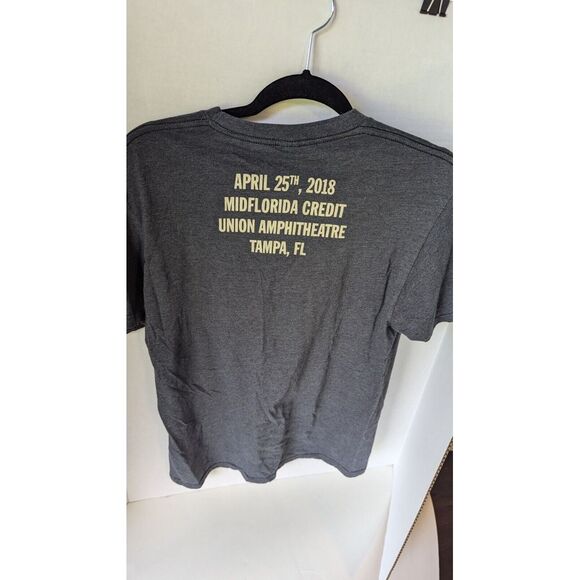 APRIL 25TH, 2018
MIDFLORIDA CREDIT
UNION AMPHITHEATRE
TAMPA, FL